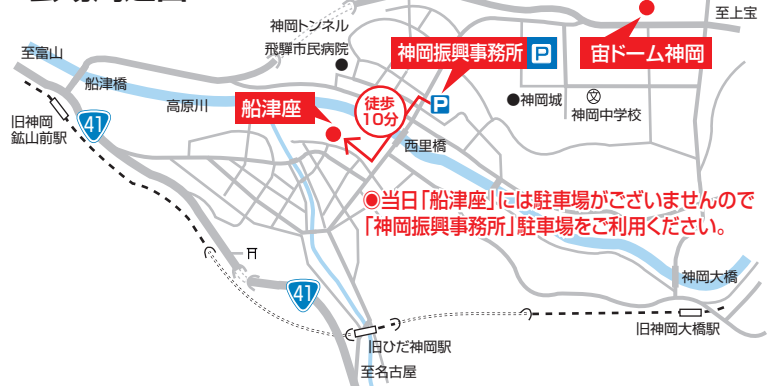 至上宝
神岡トンネル
飛騨市民病院
神岡振興事務所 P
宙ドーム神岡
至富山
船津橋
高原川
船津座
徒歩
10分
P
神岡城
文
神岡中学校
旧神岡
鉱山前駅
41
西里橋
◉当日「船津座」には駐車場がございませんので
「神岡振興事務所」駐車場をご利用ください。
41
神岡大橋
旧神岡大橋駅
旧ひだ神岡駅
至名古屋